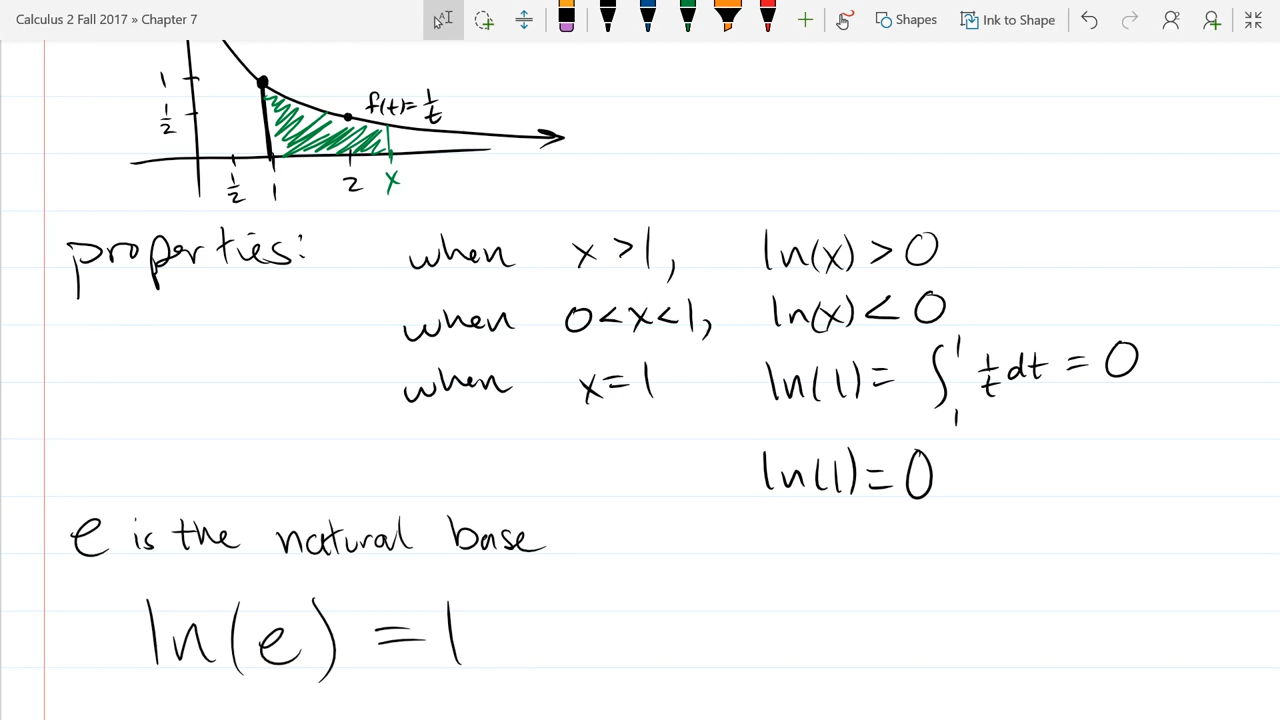 Calculus 2 Fall 2017 » Chapter 7
Shapes
Ink to Shape
1
1/2
f(t)=1/t
1/2 1 2 x
properties: when x>1, ln(x)>0
when 0<x<1, ln(x)<0
when x=1 ln(1)= ∫₁¹ 1/t dt = 0
ln(1)=0
e is the natural base
ln(e)=1